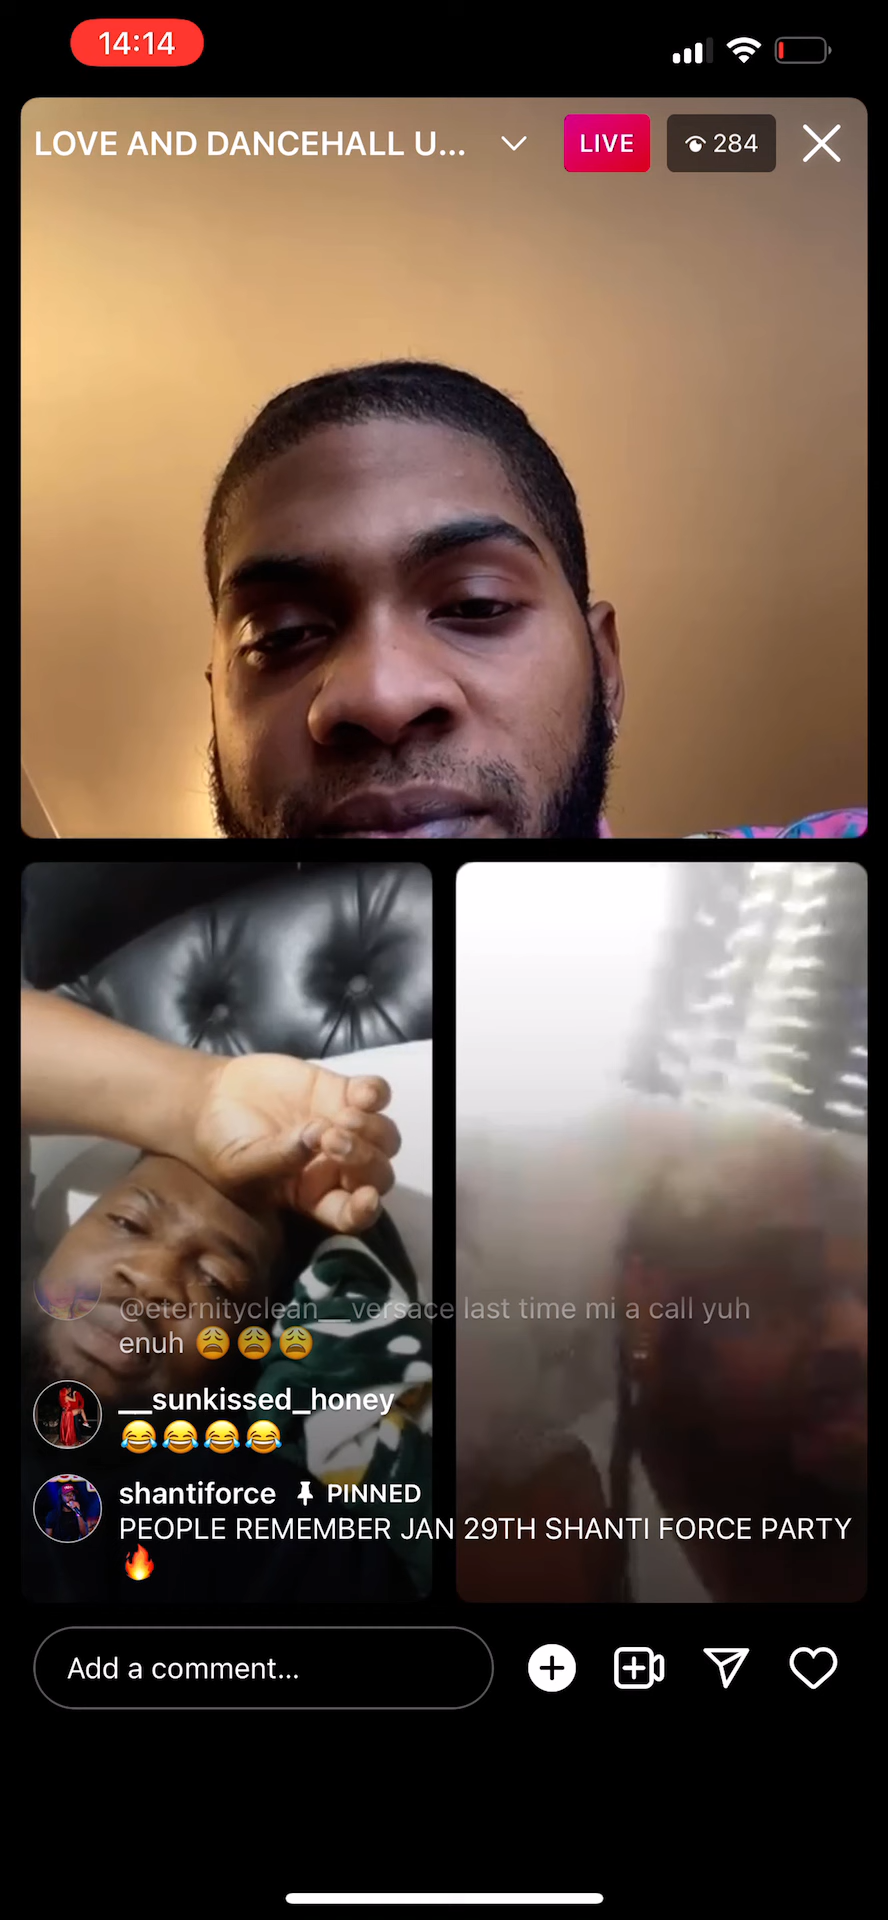 14:14
LOVE AND DANCEHALL U...
LIVE
284
@eternityclean__versace last time mi a call yuh
enuh 😩😩😩
__sunkissed_honey
😂😂😂😂
shantiforce PINNED
PEOPLE REMEMBER JAN 29TH SHANTI FORCE PARTY
🔥
Add a comment...